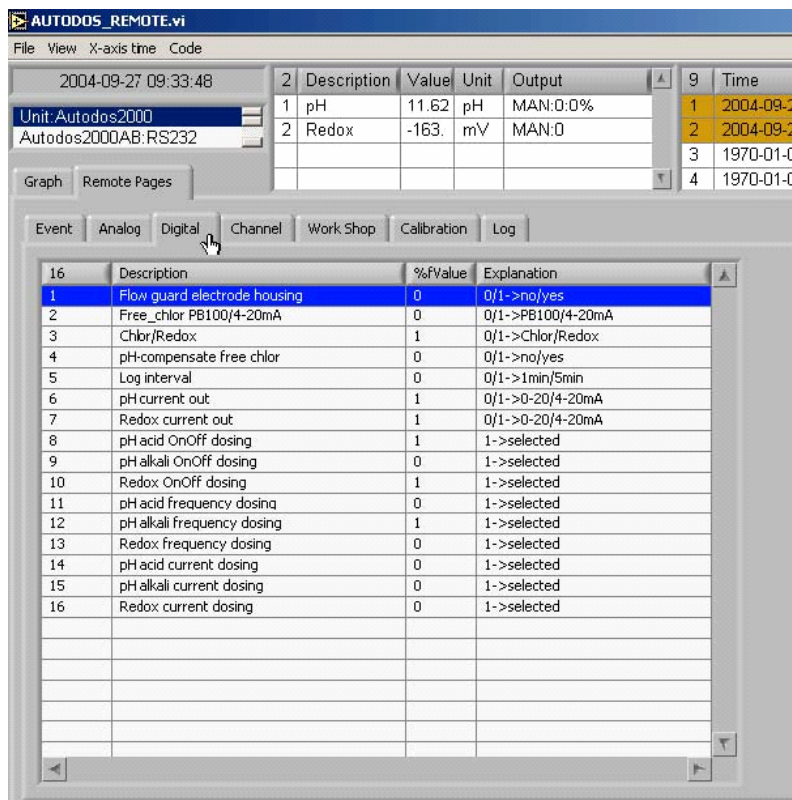 AUTODOS_REMOTE.vi
File View X-axis time Code
2004-09-27 09:33:48
Unit:Autodos2000
Autodos2000AB:RS232
2 Description Value Unit Output
1 pH 11.62 pH MAN:0:0%
2 Redox -163. mV MAN:0
9 Time
1 2004-09-2
2 2004-09-2
3 1970-01-0
4 1970-01-0
Graph Remote Pages
Event Analog Digital Channel Work Shop Calibration Log
16 Description %fValue Explanation
1 Flow guard electrode housing 0 0/1->no/yes
2 Free_chlor PB100/4-20mA 0 0/1->PB100/4-20mA
3 Chlor/Redox 1 0/1->Chlor/Redox
4 pH-compensate free chlor 0 0/1->no/yes
5 Log interval 0 0/1->1min/5min
6 pH current out 1 0/1->0-20/4-20mA
7 Redox current out 1 0/1->0-20/4-20mA
8 pH acid OnOff dosing 1 1->selected
9 pH alkali OnOff dosing 0 1->selected
10 Redox OnOff dosing 1 1->selected
11 pH acid frequency dosing 0 1->selected
12 pH alkali frequency dosing 1 1->selected
13 Redox frequency dosing 0 1->selected
14 pH acid current dosing 0 1->selected
15 pH alkali current dosing 0 1->selected
16 Redox current dosing 0 1->selected